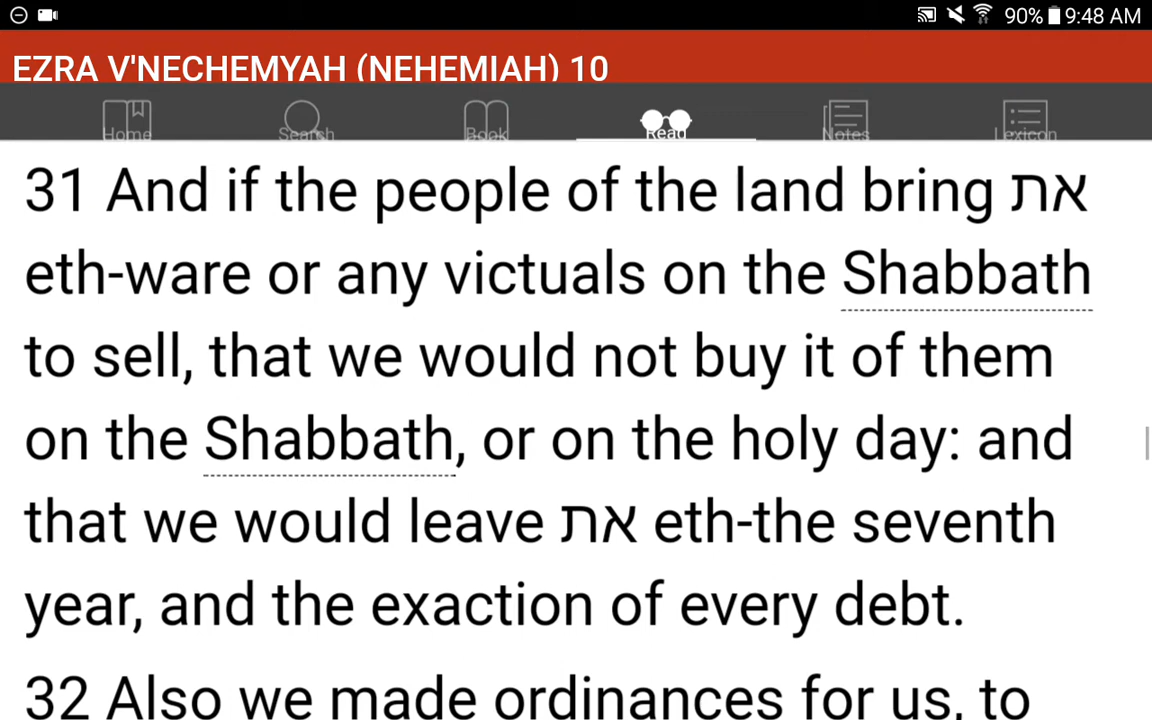 90% 9:48 AM
EZRA V'NECHEMYAH (NEHEMIAH) 10
Home Search Book Read Notes Lexicon
31 And if the people of the land bring את
eth-ware or any victuals on the Shabbath
to sell, that we would not buy it of them
on the Shabbath, or on the holy day: and
that we would leave את eth-the seventh
year, and the exaction of every debt.
32 Also we made ordinances for us, to